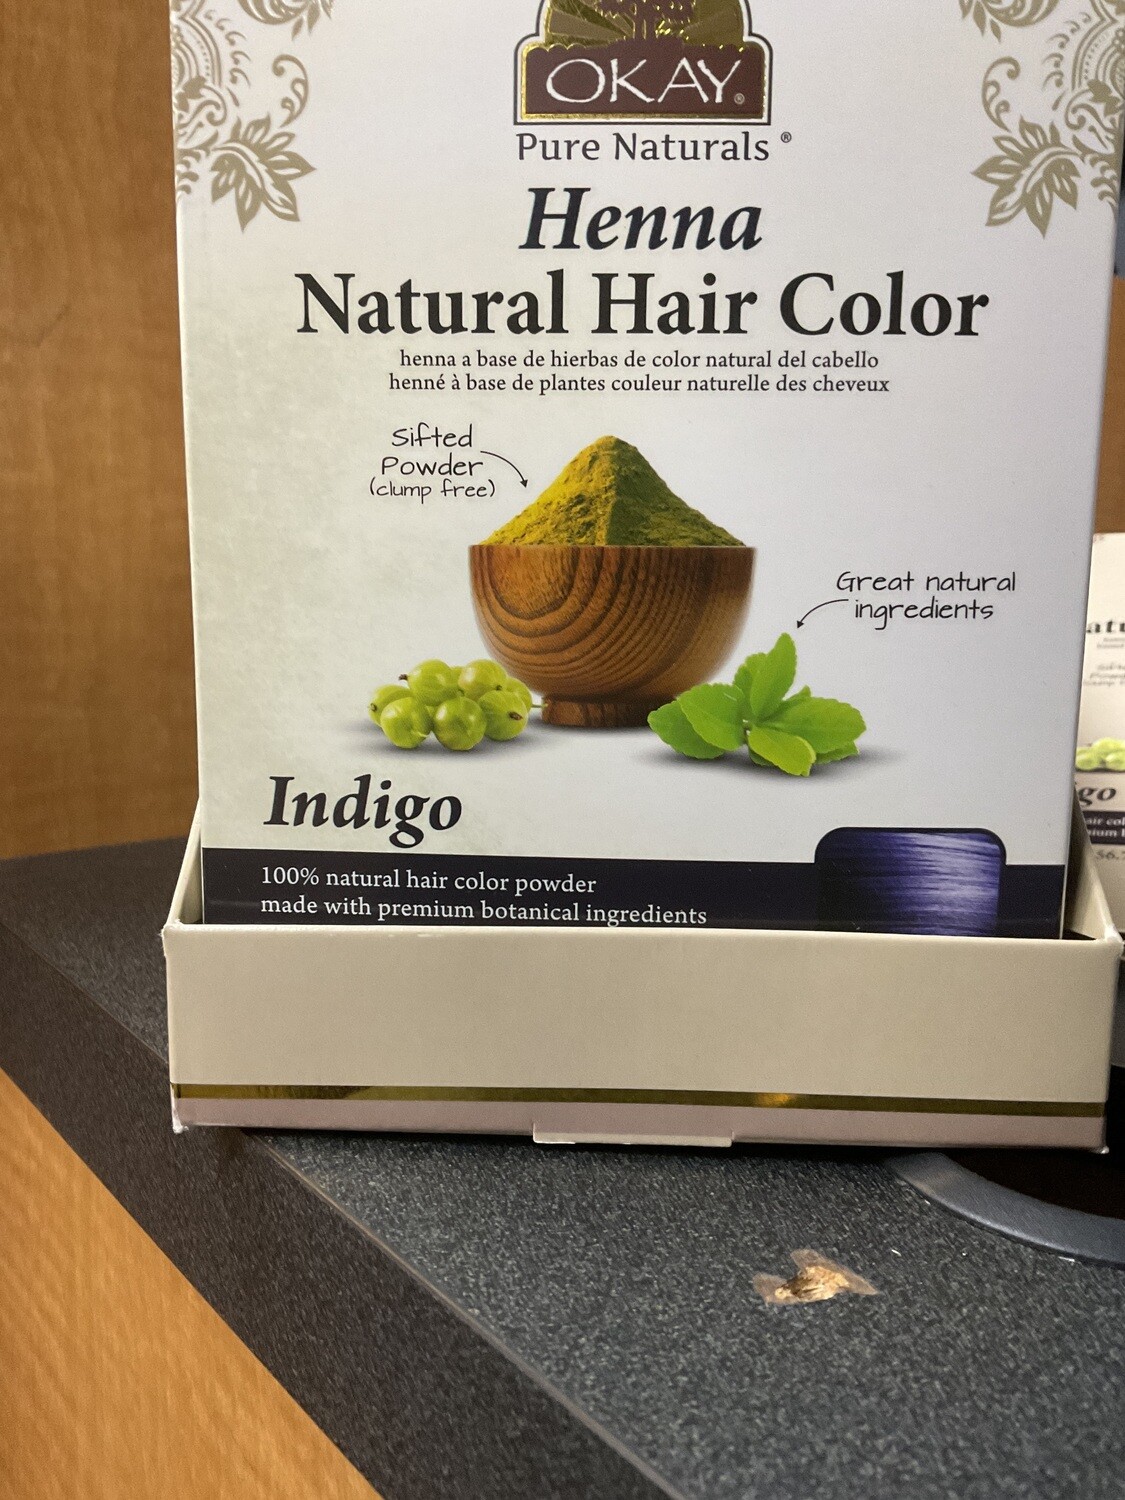 OKAY®
Pure Naturals®
Henna
Natural Hair Color
henna a base de hierbas de color natural del cabello
henné à base de plantes couleur naturelle des cheveux
Sifted
Powder
(clump free)
Great natural
ingredients
Indigo
100% natural hair color powder
made with premium botanical ingredients